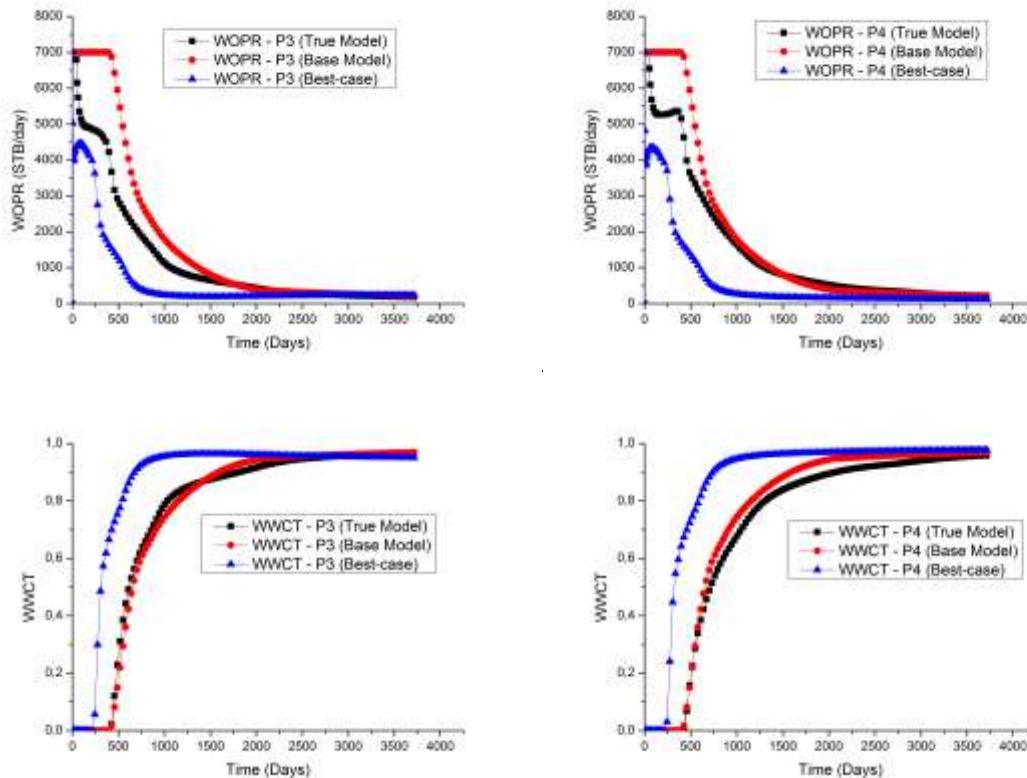 8000
7000
6000
5000
4000
3000
2000
1000
0
WOPR (STB/day)
WOPR - P3 (True Model)
WOPR - P3 (Base Model)
WOPR - P3 (Best-case)
0 500 1000 1500 2000 2500 3000 3500 4000
Time (Days)
8000
7000
6000
5000
4000
3000
2000
1000
0
WOPR (STB/day)
WOPR - P4 (True Model)
WOPR - P4 (Base Model)
WOPR - P4 (Best-case)
0 500 1000 1500 2000 2500 3000 3500 4000
Time (Days)
1,0
0,8
0,6
0,4
0,2
0,0
WWCT
WWCT - P3 (True Model)
WWCT - P3 (Base Model)
WWCT - P3 (Best-case)
0 500 1000 1500 2000 2500 3000 3500 4000
Time (Days)
1,0
0,8
0,6
0,4
0,2
0,0
WWCT
WWCT - P4 (True Model)
WWCT - P4 (Base Model)
WWCT - P4 (Best-case)
0 500 1000 1500 2000 2500 3000 3500 4000
Time (Days)